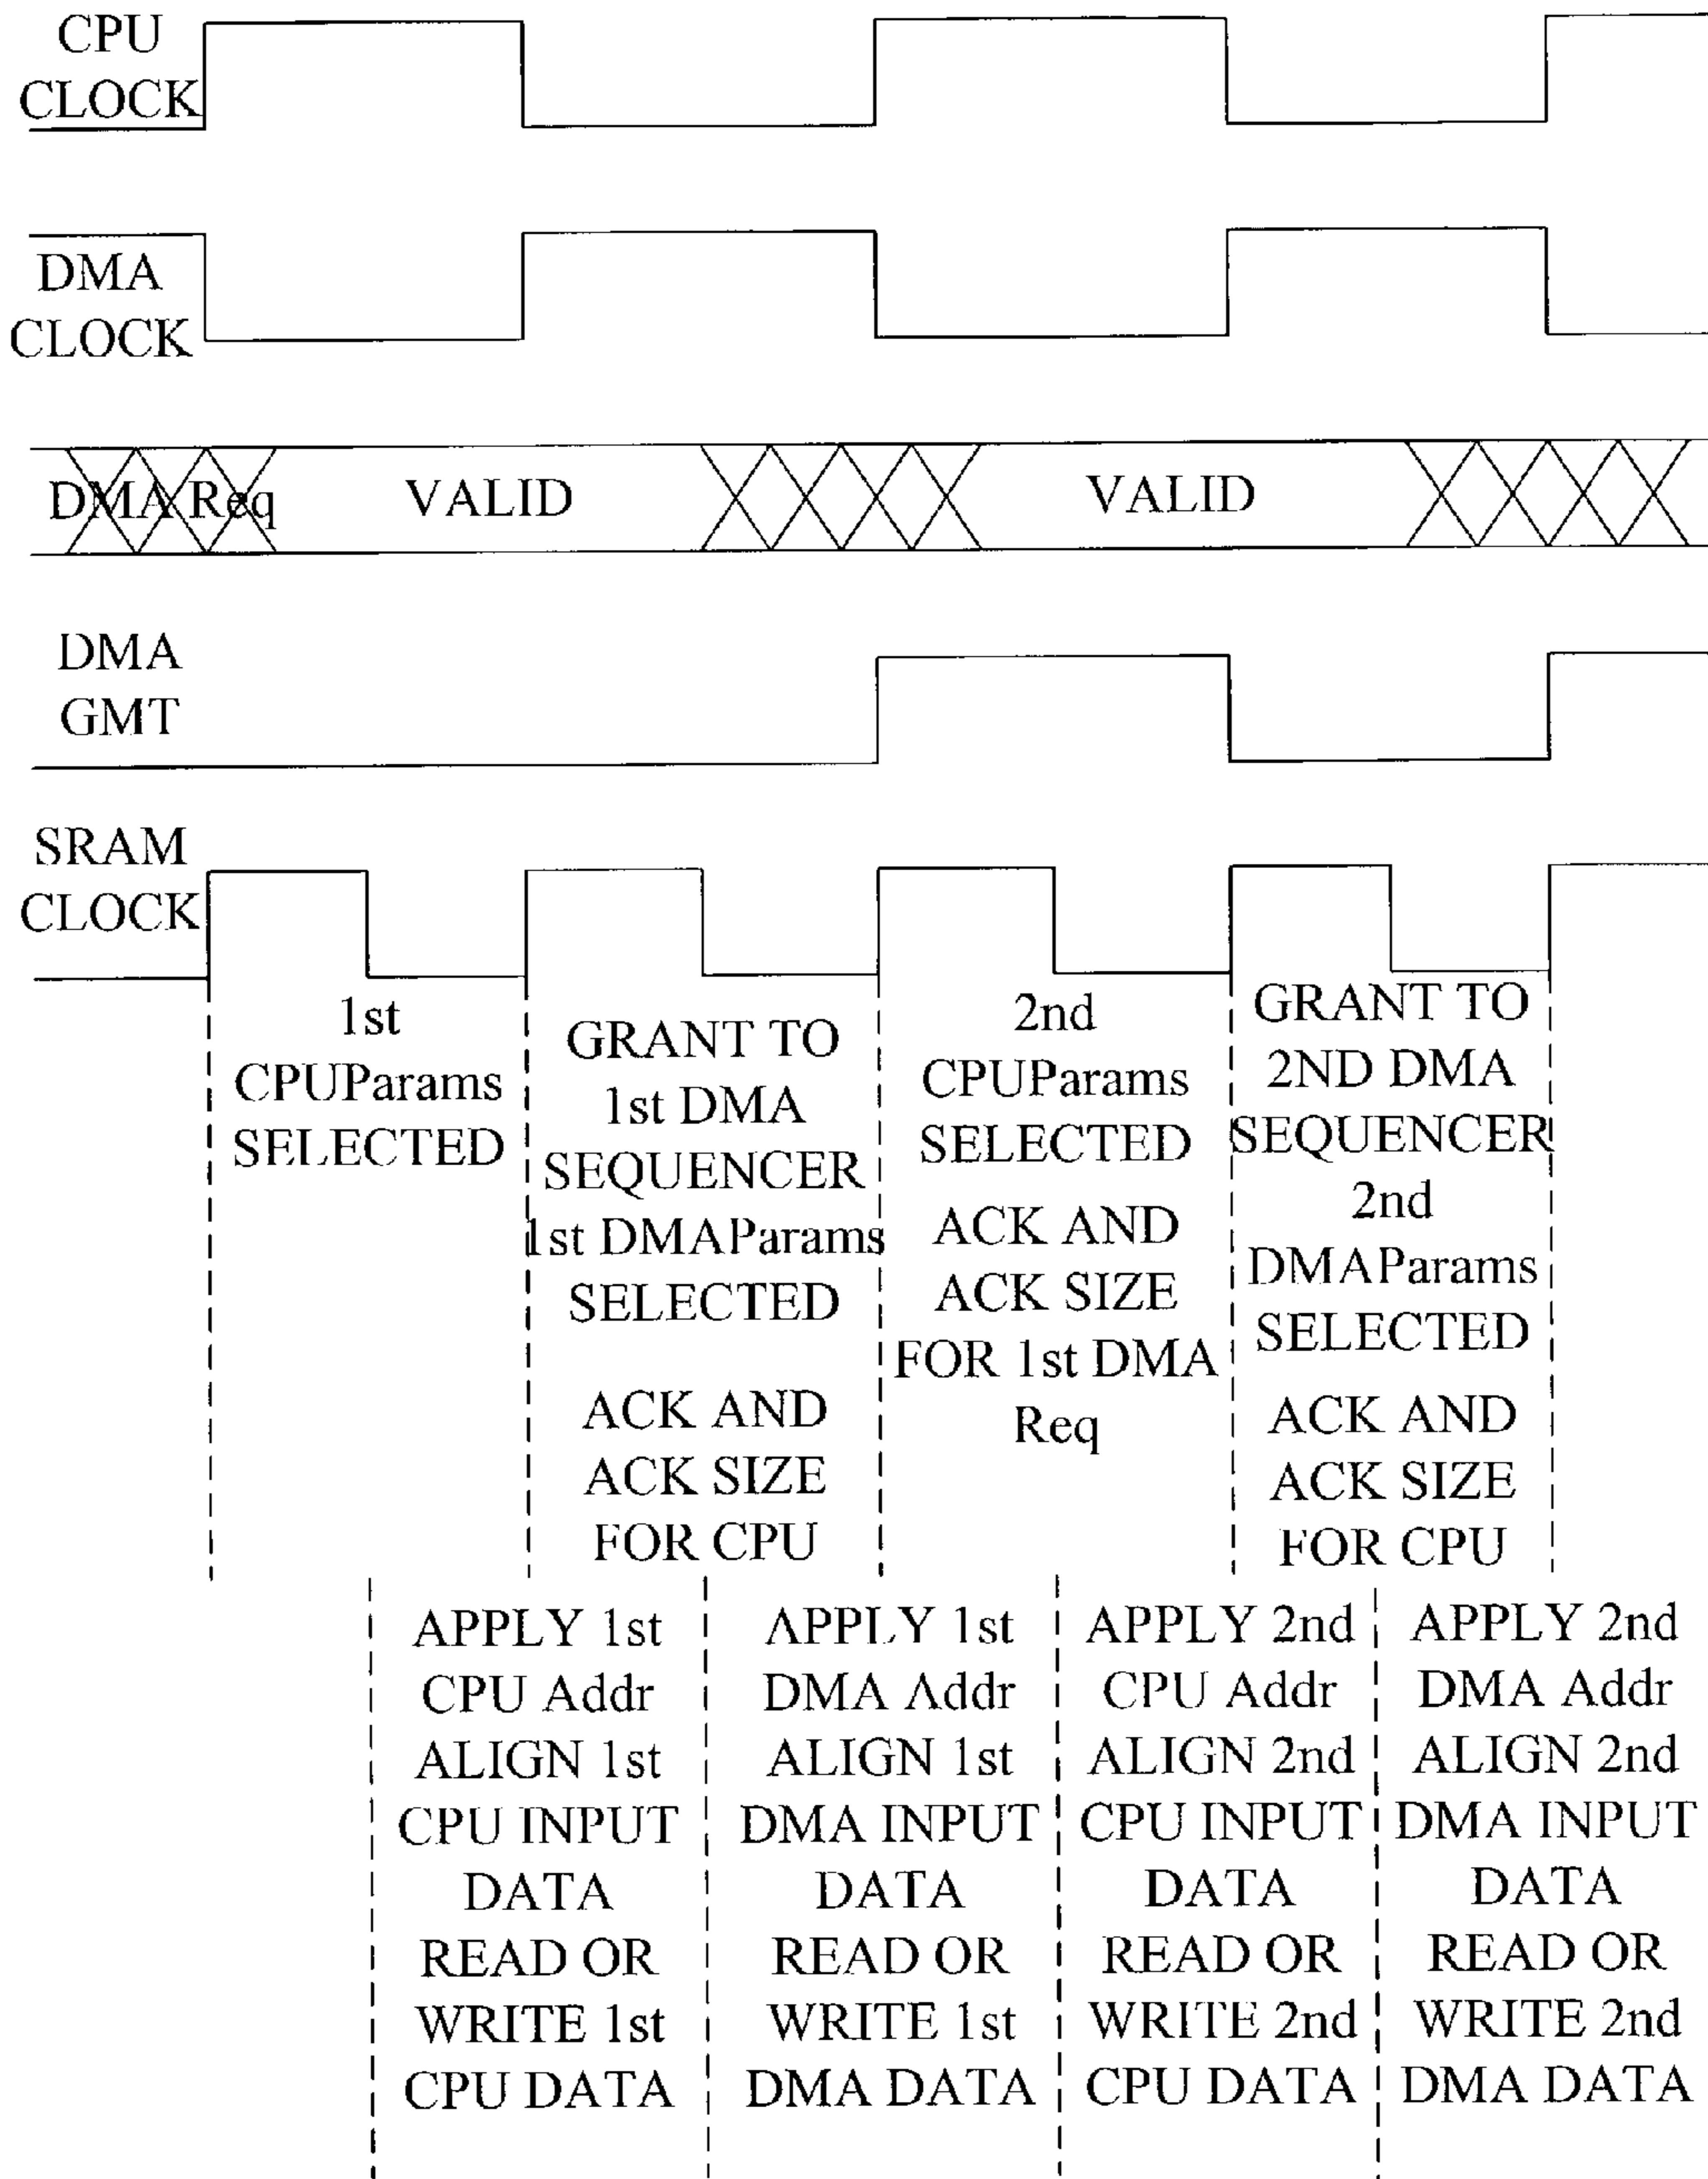 CPU
CLOCK
DMA
CLOCK
DMA Req
VALID
VALID
DMA
GMT
SRAM
CLOCK
1st
CPUParams
SELECTED
GRANT TO
1st DMA
SEQUENCER
1st DMAParams
SELECTED
ACK AND
ACK SIZE
FOR CPU
2nd
CPUParams
SELECTED
ACK AND
ACK SIZE
FOR 1st DMA
Req
GRANT TO
2ND DMA
SEQUENCER
2nd
DMAParams
SELECTED
ACK AND
ACK SIZE
FOR CPU
APPLY 1st
CPU Addr
ALIGN 1st
CPU INPUT
DATA
READ OR
WRITE 1st
CPU DATA
APPLY 1st
DMA Addr
ALIGN 1st
DMA INPUT
DATA
READ OR
WRITE 1st
DMA DATA
APPLY 2nd
CPU Addr
ALIGN 2nd
CPU INPUT
DATA
READ OR
WRITE 2nd
CPU DATA
APPLY 2nd
DMA Addr
ALIGN 2nd
DMA INPUT
DATA
READ OR
WRITE 2nd
DMA DATA